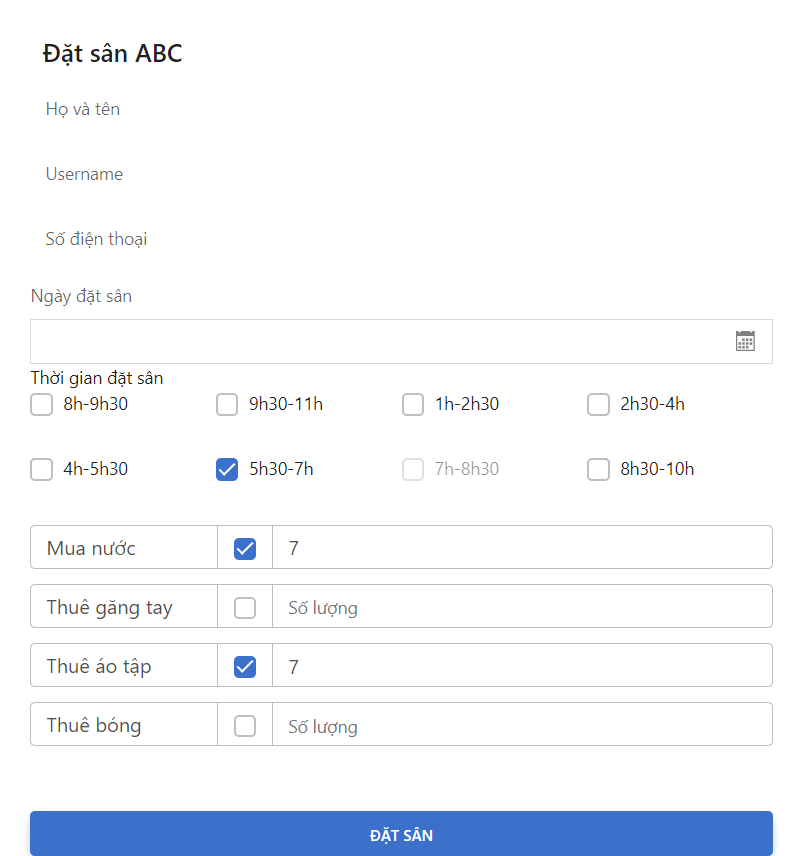 Đặt sân ABC
Họ và tên
Username
Số điện thoại
Ngày đặt sân
Thời gian đặt sân
8h-9h30 9h30-11h 1h-2h30 2h30-4h
4h-5h30 5h30-7h 7h-8h30 8h30-10h
Mua nước 7
Thuê găng tay Số lượng
Thuê áo tập 7
Thuê bóng Số lượng
ĐẶT SÂN